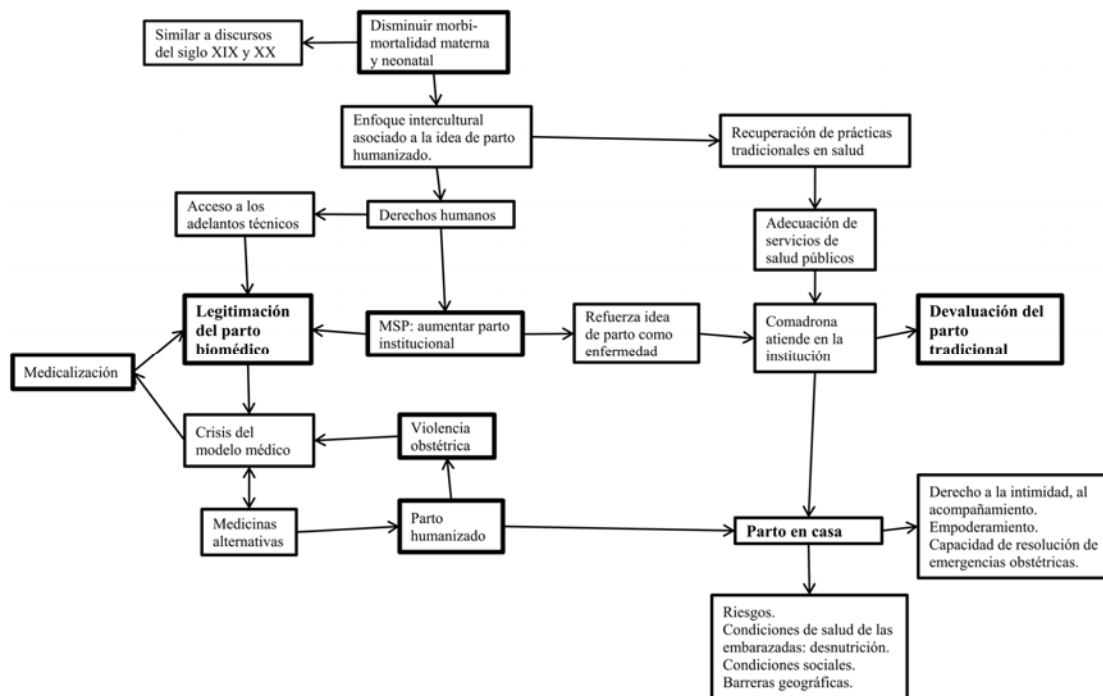 Similar a discursos
del siglo XIX y XX
Disminuir morbi-
mortalidad materna
y neonatal
Enfoque intercultural
asociado a la idea de parto
humanizado.
Recuperación de prácticas
tradicionales en salud
Acceso a los
adelantos técnicos
Derechos humanos
Adecuación de
servicios de
salud públicos
Legitimación
del parto
biomédico
MSP: aumentar parto
institucional
Refuerza idea
de parto como
enfermedad
Comadrona
atiende en la
institución
Devaluación del
parto
tradicional
Medicalización
Crisis del
modelo médico
Violencia
obstétrica
Medicinas
alternativas
Parto
humanizado
Parto en casa
Derecho a la intimidad, al
acompañamiento.
Empoderamiento.
Capacidad de resolución de
emergencias obstétricas.
Riesgos.
Condiciones de salud de las
embarazadas: desnutrición.
Condiciones sociales.
Barreras geográficas.